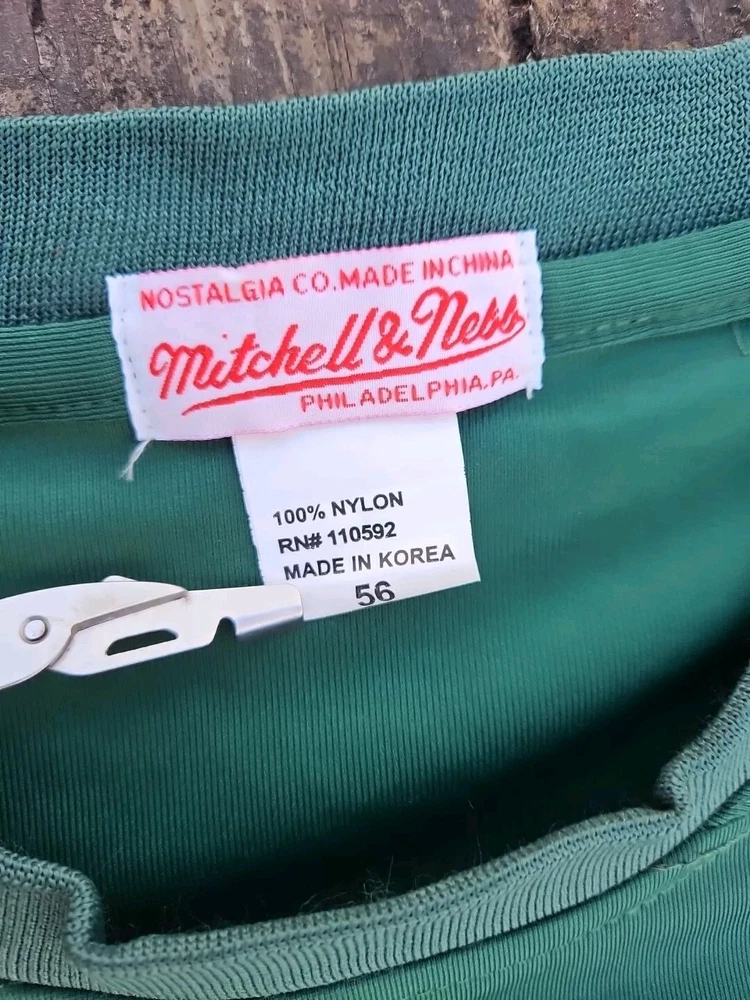 NOSTALGIA CO. MADE IN CHINA
Mitchell & Ness
PHILADELPHIA, PA.
100% NYLON
RN# 110592
MADE IN KOREA
56